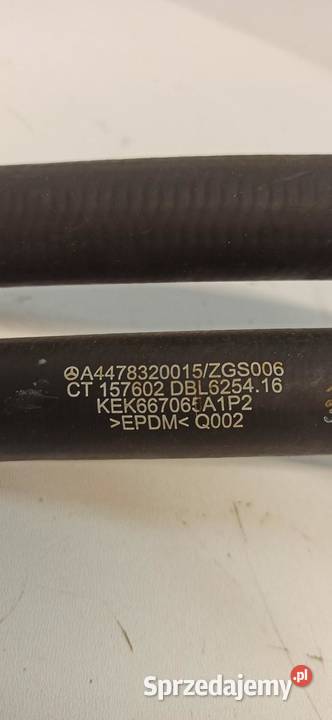 A4478320015/ZGS006
CT 157602 DBL6254.16
KEK667065A1P2
>EPDM< Q002
Sprzedajemy.pl